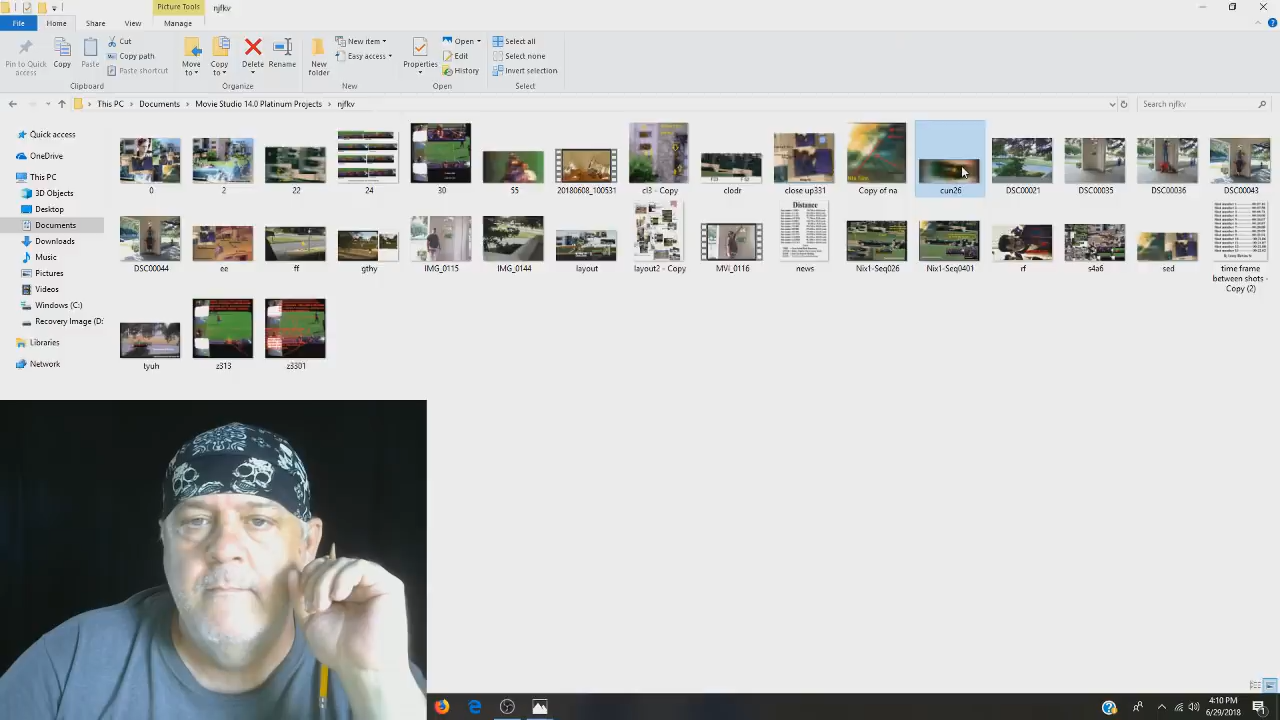 Picture Tools njfkv
File Home Share View Manage
Pin to Quick access
Copy
Paste
Cut
Copy path
Paste shortcut
Clipboard
Move to
Copy to
Delete
Rename
Organize
New folder
New item
Easy access
New
Properties
Open
Edit
History
Open
Select all
Select none
Invert selection
Select
This PC Documents Movie Studio 14.0 Platinum Projects njfkv
Search njfkv
Quick access
OneDrive
This PC
3D Objects
Desktop
Document
Downloads
Music
Pictures
Videos
Windows (C:)
Recovery Image (D:
Libraries
Network
0 2 22 24 30 55 20180608_100531 cl3 - Copy clodr close up331 Copy of na cun26 DSC00021 DSC00035 DSC00036 DSC00043
Distance
DSC00044 ee ff gthy IMG_0115 IMG_0144 layout layout2 - Copy MVI_0116 news Nix1-Seq026 Nix1-Seq0401 rf s4a6 sed time frame
between shots -
Copy (2)
tyuh z313 z3301
4:10 PM
6/29/2018